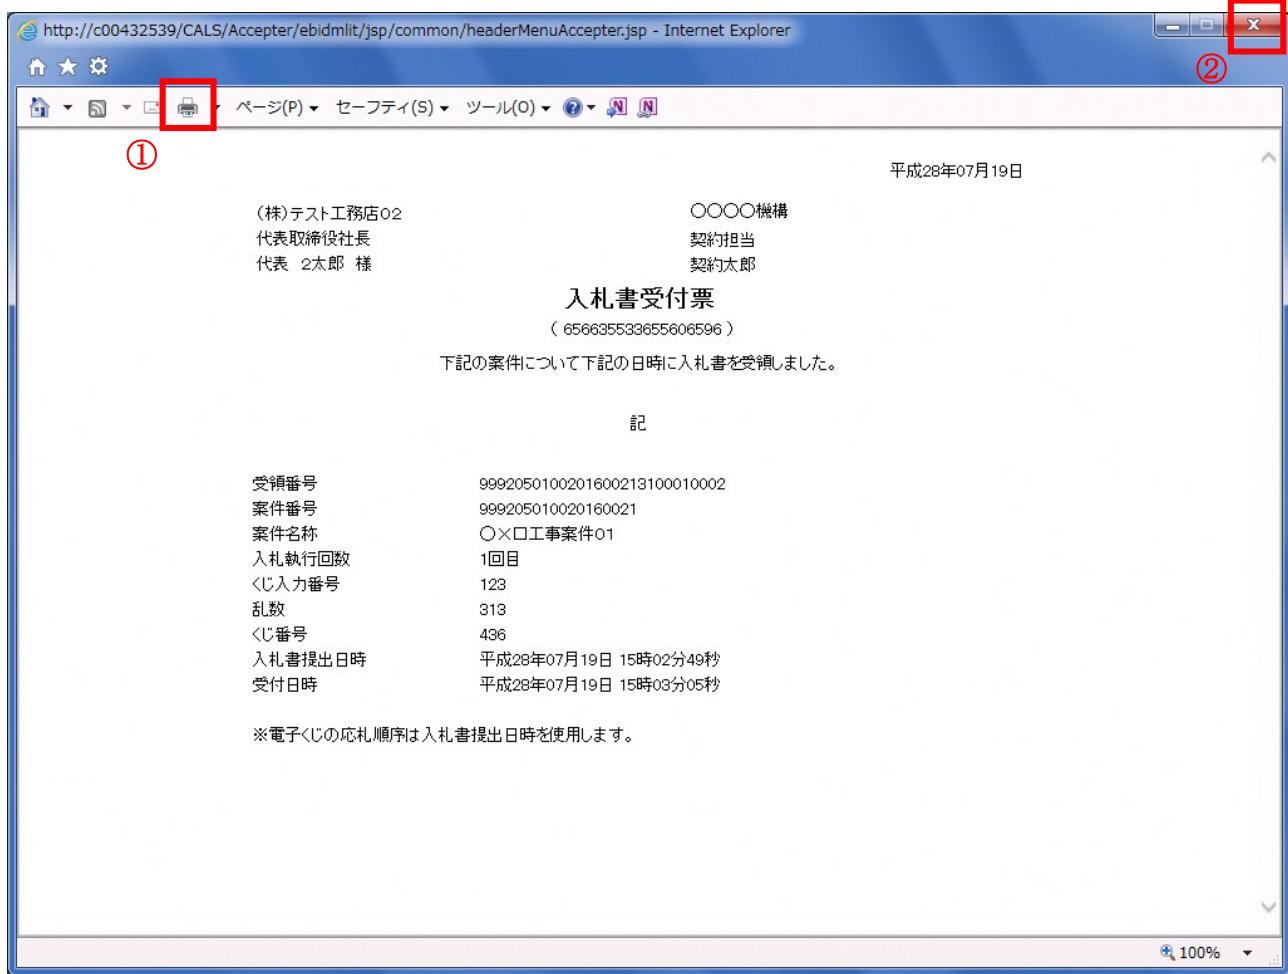 http://c00432539/CALS/Accepter/ebidmlit/jsp/common/headerMenuAccepter.jsp - Internet Explorer
②
ページ(P) セーフティ(S) ツール(O)
①
平成28年07月19日
(株)テスト工務店02 〇〇〇〇機構
代表取締役社長 契約担当
代表 2太郎 様 契約太郎
入札書受付票
( 656635533655606596 )
下記の案件について下記の日時に入札書を受領しました。
記
受領番号 9992050100201600213100010002
案件番号 999205010020160021
案件名称 〇×口工事案件01
入札執行回数 1回目
くじ入力番号 123
乱数 313
くじ番号 436
入札書提出日時 平成28年07月19日 15時02分49秒
受付日時 平成28年07月19日 15時03分05秒
※電子くじの応札順序は入札書提出日時を使用します。
100%